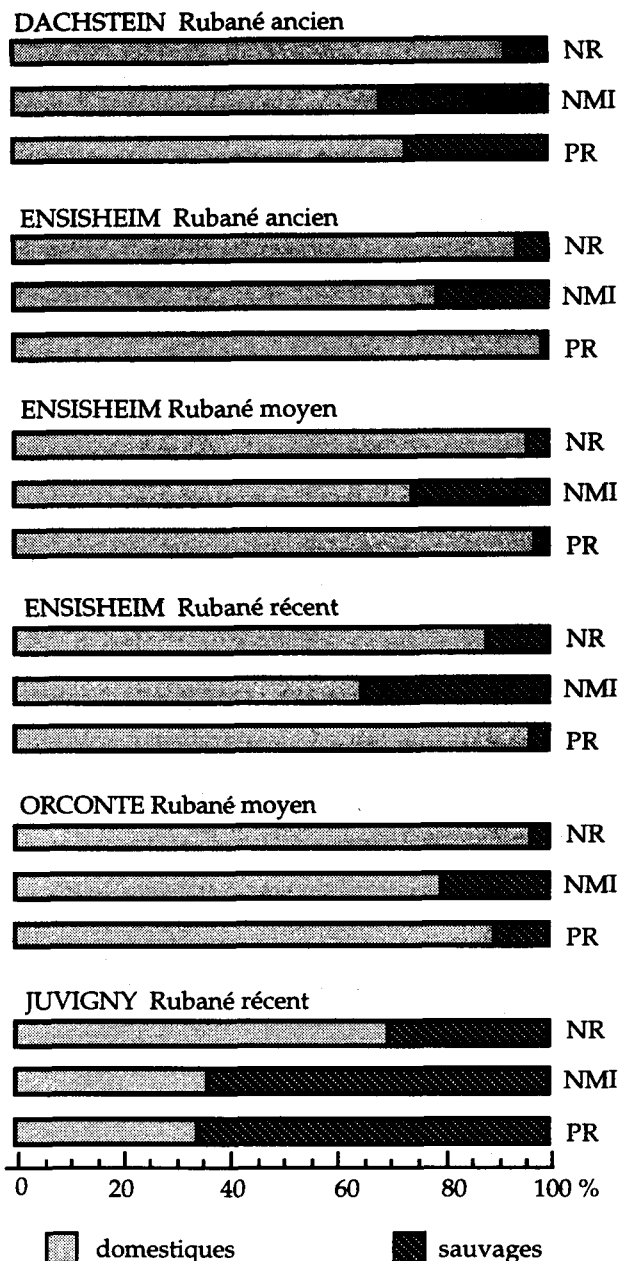 DACHSTEIN Rubané ancien
NR
NMI
PR
ENSISHEIM Rubané ancien
NR
NMI
PR
ENSISHEIM Rubané moyen
NR
NMI
PR
ENSISHEIM Rubané récent
NR
NMI
PR
ORCONTE Rubané moyen
NR
NMI
PR
JUVIGNY Rubané récent
NR
NMI
PR
0 20 40 60 80 100 %
domestiques sauvages